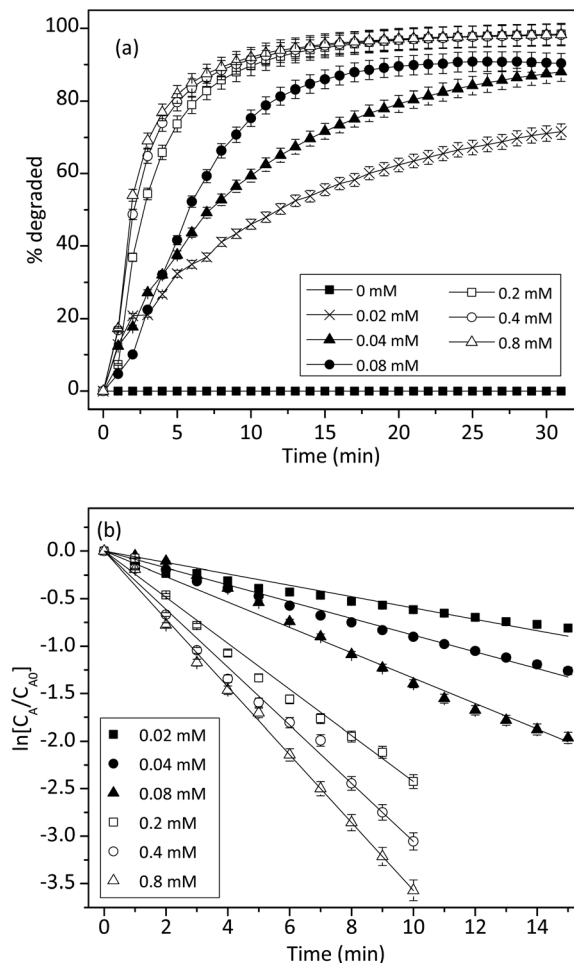 100
80
60
40
20
0
% degraded
(a)
0 mM
0.02 mM
0.04 mM
0.08 mM
0.2 mM
0.4 mM
0.8 mM
0 5 10 15 20 25 30
Time (min)
(b)
0.0
-0.5
-1.0
-1.5
-2.0
-2.5
-3.0
-3.5
ln[C_A/C_A0]
0.02 mM
0.04 mM
0.08 mM
0.2 mM
0.4 mM
0.8 mM
0 2 4 6 8 10 12 14
Time (min)